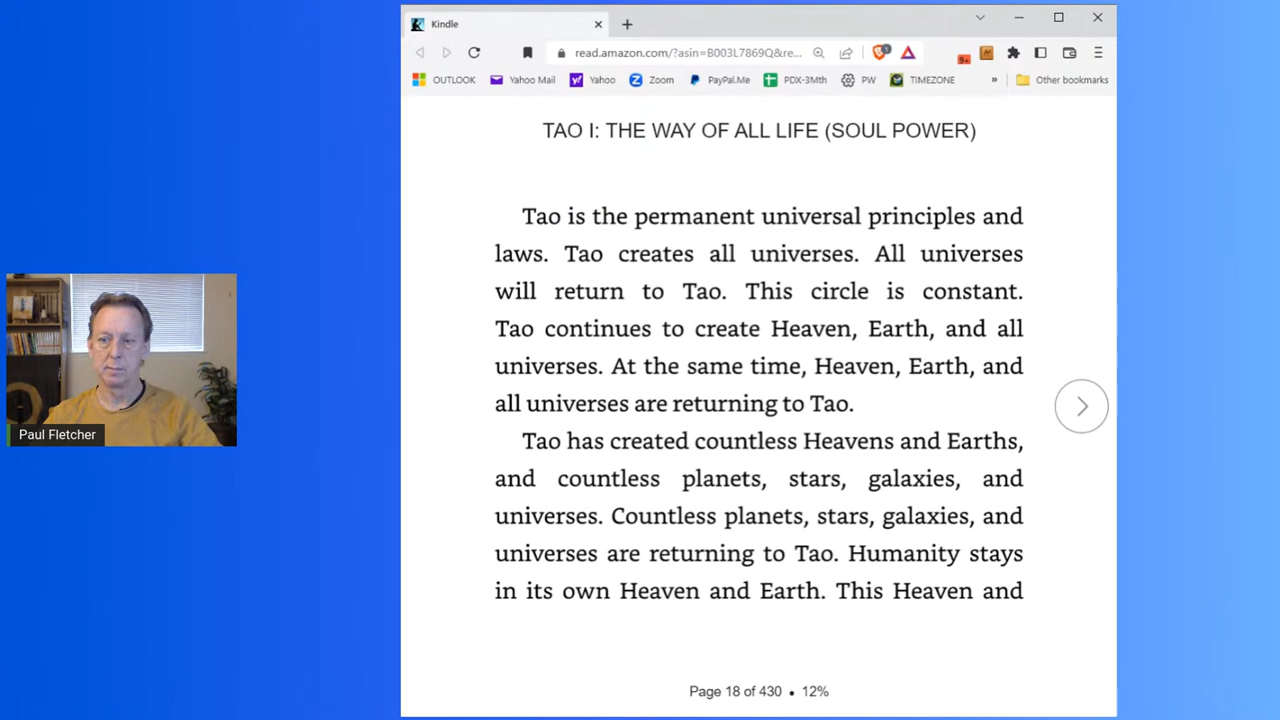 Kindle
read.amazon.com/?asin=B003L7869Q&re...
1
9+
OUTLOOK Yahoo Mail Yahoo Zoom PayPal.Me PDX-3Mth PW TIMEZONE » Other bookmarks
TAO I: THE WAY OF ALL LIFE (SOUL POWER)
Tao is the permanent universal principles and
laws. Tao creates all universes. All universes
will return to Tao. This circle is constant.
Tao continues to create Heaven, Earth, and all
universes. At the same time, Heaven, Earth, and
all universes are returning to Tao.
Tao has created countless Heavens and Earths,
and countless planets, stars, galaxies, and
universes. Countless planets, stars, galaxies, and
universes are returning to Tao. Humanity stays
in its own Heaven and Earth. This Heaven and
Page 18 of 430 • 12%
Paul Fletcher